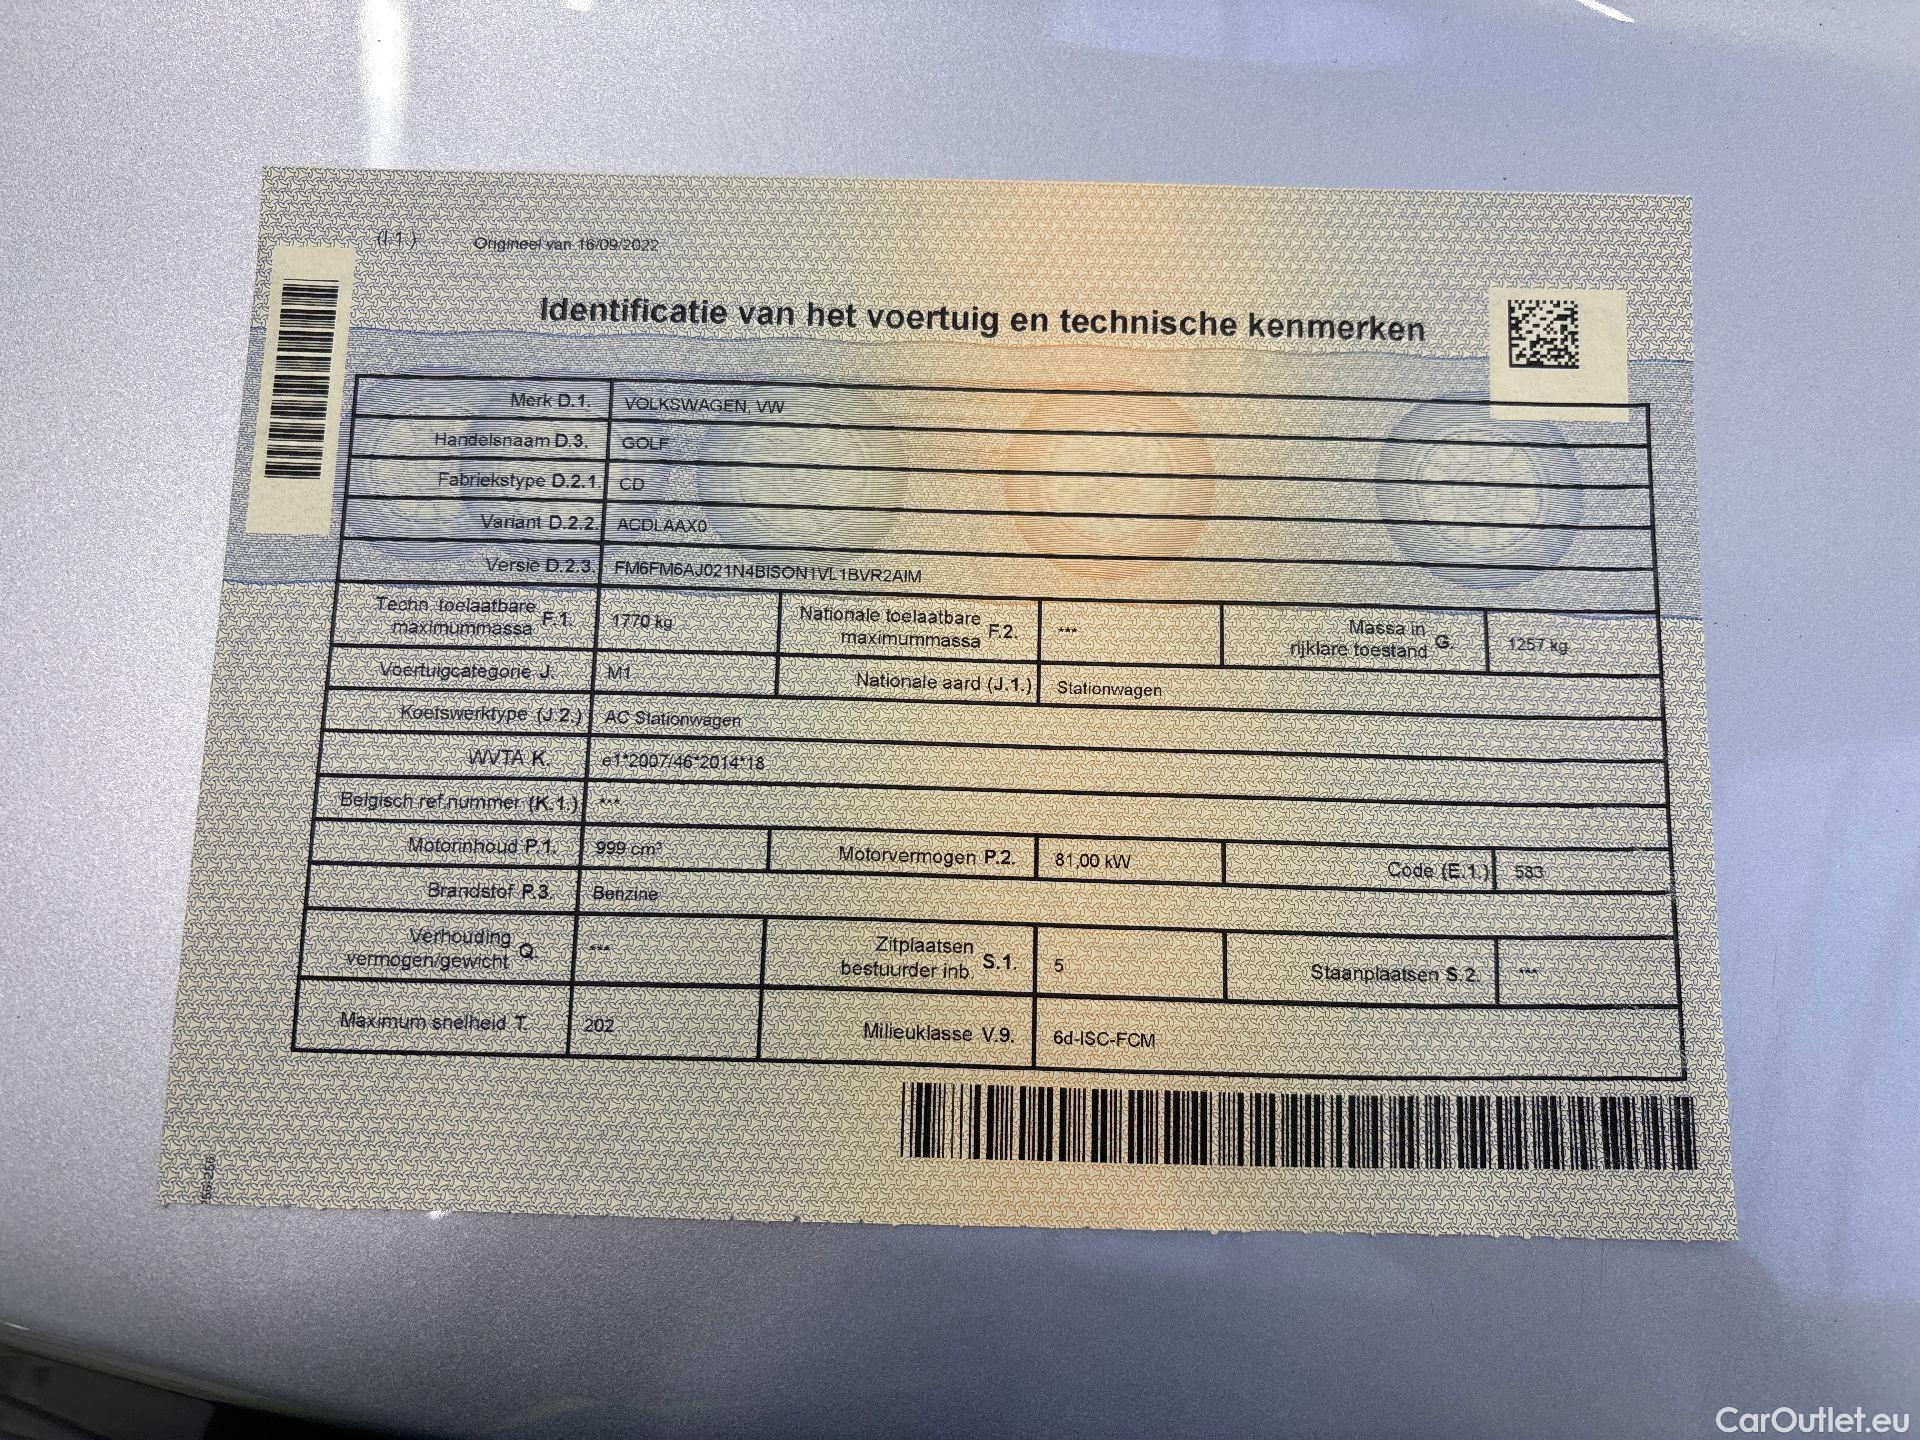 (I.1.) Origineel van 16/09/2022
Identificatie van het voertuig en technische kenmerken
Merk D.1. VOLKSWAGEN, VW
Handelsnaam D.3. GOLF
Fabriekstype D.2.1. CD
Variant D.2.2. ACDLAAX0
Versie D.2.3. FM6FM6AJ021N4BISON1VL1BVR2AIM
Techn. toelaatbare maximummassa F.1. 1770 kg Nationale toelaatbare maximummassa F.2. *** Massa in rijklare toestand G. 1257 kg
Voertuigcategorie J. M1 Nationale aard (J.1.) Stationwagen
Koetswerktype (J.2.) AC Stationwagen
WVTA K. e1*2007/46*2014*18
Belgisch ref.nummer (K.1.) ***
Motorinhoud P.1. 999 cm³ Motorvermogen P.2. 81,00 kW Code (E.1.) 583
Brandstof P.3. Benzine
Verhouding vermogen/gewicht Q. *** Zitplaatsen bestuurder inb. S.1. 5 Staanplaatsen S.2. ***
Maximum snelheid T. 202 Milieuklasse V.9. 6d-ISC-FCM
CarOutlet.eu